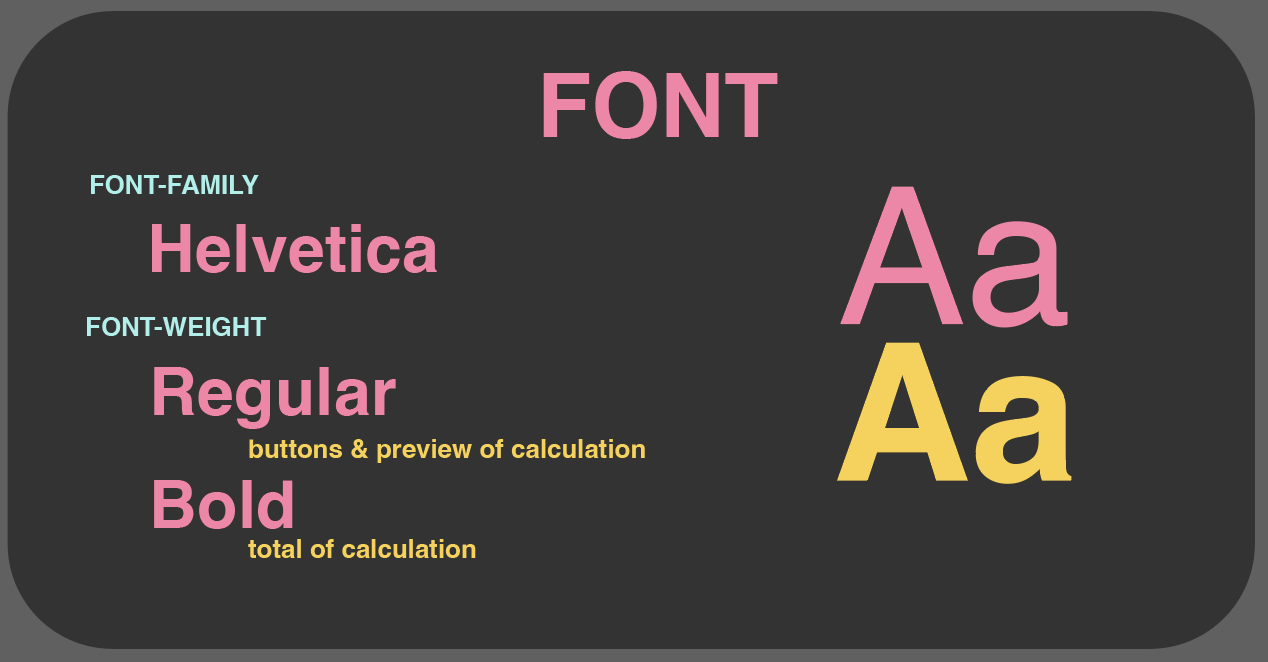 FONT
FONT-FAMILY
Helvetica
FONT-WEIGHT
Regular
buttons & preview of calculation
Bold
total of calculation
Aa
Aa